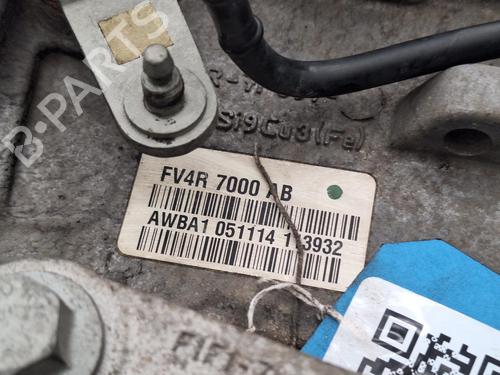 B-PARTS
Si9Cu3(Fe)
FV4R 7000 AB
AWBA1 051114